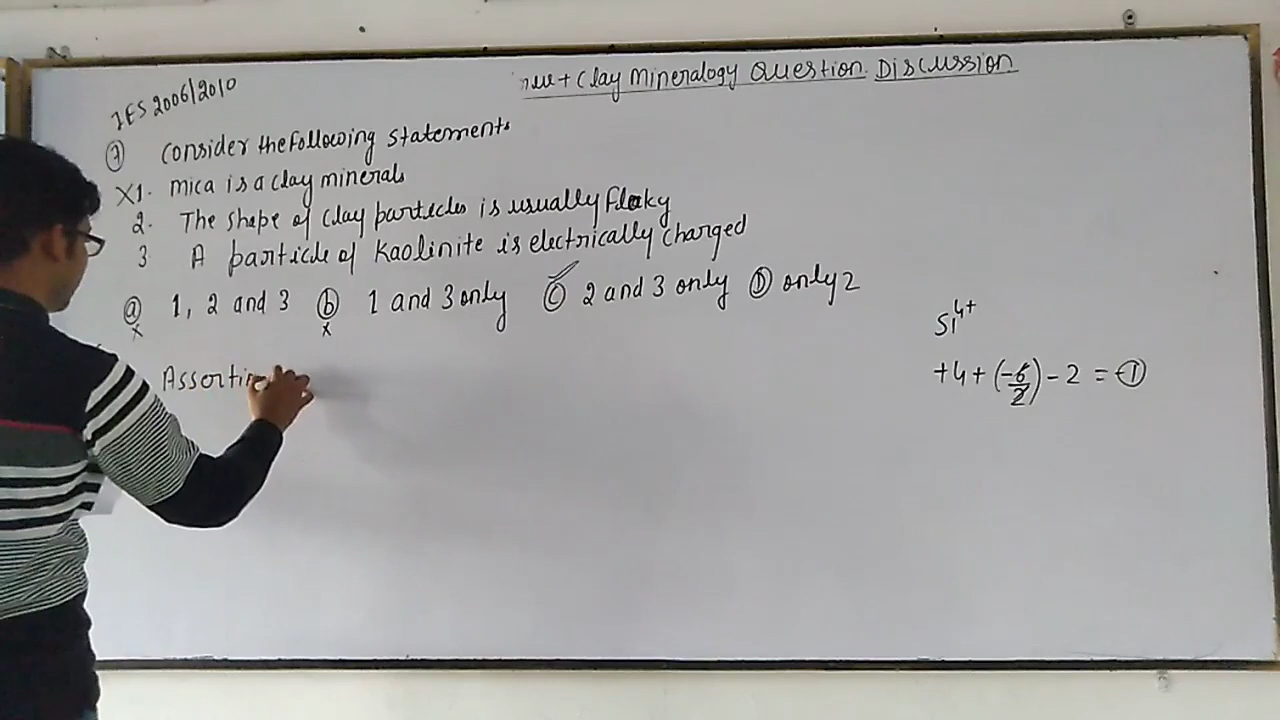 + Clay Mineralogy Question Discussion
IES 2006/2010
7 Consider the following statements
X1. Mica is a clay minerals
2. The shape of clay particles is usually flaky
3 A particle of Kaolinite is electrically charged
a 1, 2 and 3 b 1 and 3 only C 2 and 3 only D only 2
x x
Si4+
+4+(-6/2)-2 = -1
Assertin